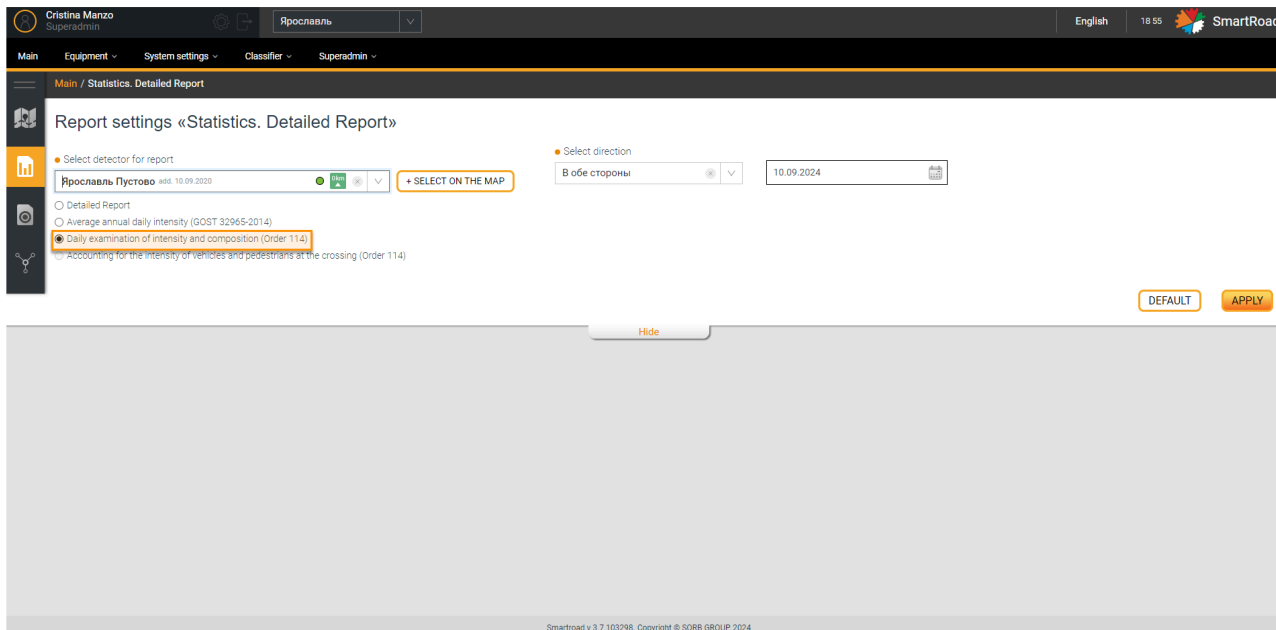 Cristina Manzo
Superadmin
Ярославль
English
18 55
SmartRoad
Main
Equipment
System settings
Classifier
Superadmin
Main / Statistics. Detailed Report
Report settings «Statistics. Detailed Report»
Select detector for report
Ярославль Пустово add. 10.09.2020
0km
+ SELECT ON THE MAP
Select direction
В обе стороны
10.09.2024
Detailed Report
Average annual daily intensity (GOST 32965-2014)
Daily examination of intensity and composition (Order 114)
Accounting for the intensity of vehicles and pedestrians at the crossing (Order 114)
DEFAULT
APPLY
Hide
Smartroad v 3.7.103298. Copyright © SORB GROUP 2024